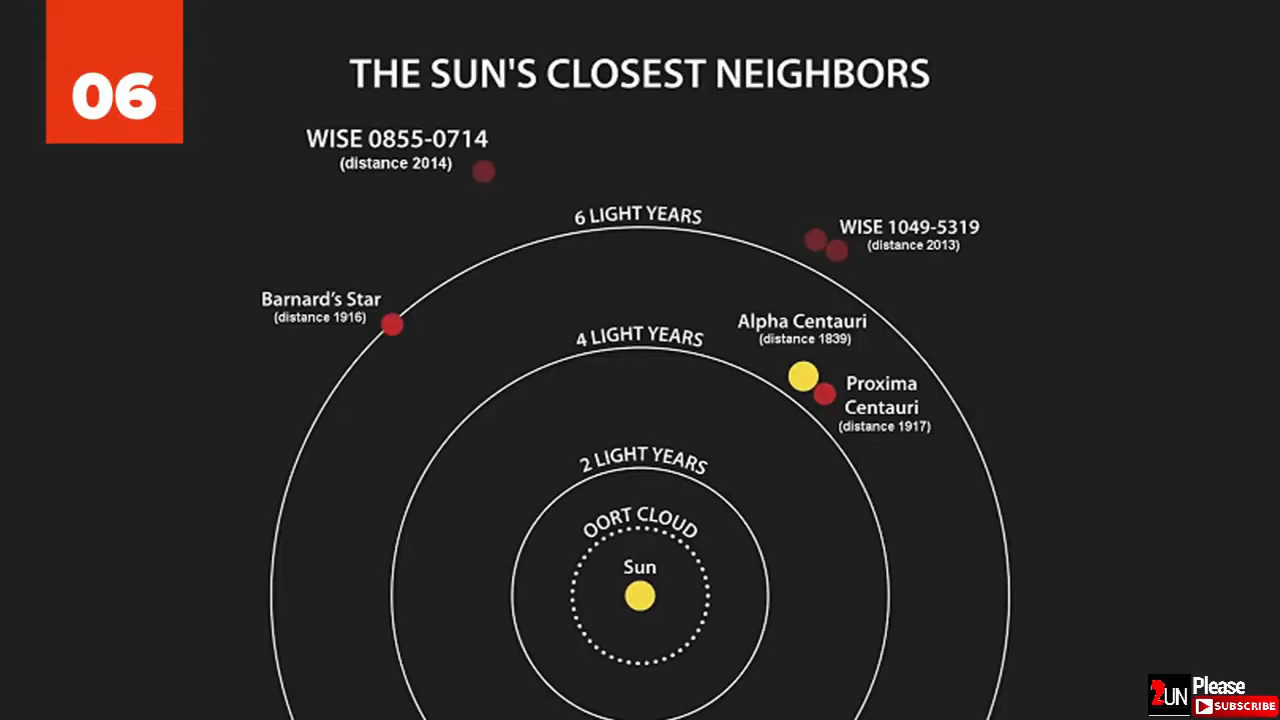 06
THE SUN'S CLOSEST NEIGHBORS
WISE 0855-0714
(distance 2014)
6 LIGHT YEARS
WISE 1049-5319
(distance 2013)
Barnard's Star
(distance 1916)
Alpha Centauri
(distance 1839)
4 LIGHT YEARS
Proxima
Centauri
(distance 1917)
2 LIGHT YEARS
OORT CLOUD
Sun
2UN
Please
SUBSCRIBE